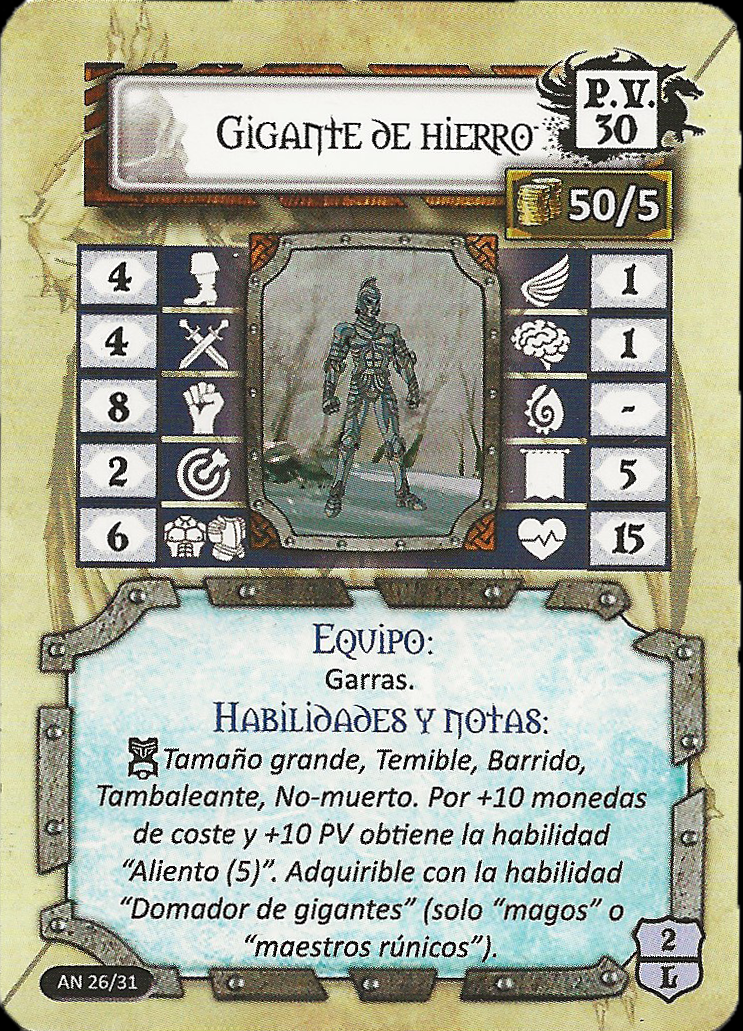 P.V.
Gigante de hierro
30
50/5
4
1
4
1
8
-
2
5
6
15
Equipo:
Garras.
Habilidades y notas:
Tamaño grande, Temible, Barrido,
Tambaleante, No-muerto. Por +10 monedas
de coste y +10 PV obtiene la habilidad
“Aliento (5)”. Adquirible con la habilidad
“Domador de gigantes” (solo “magos” o
“maestros rúnicos”).
2
L
AN 26/31